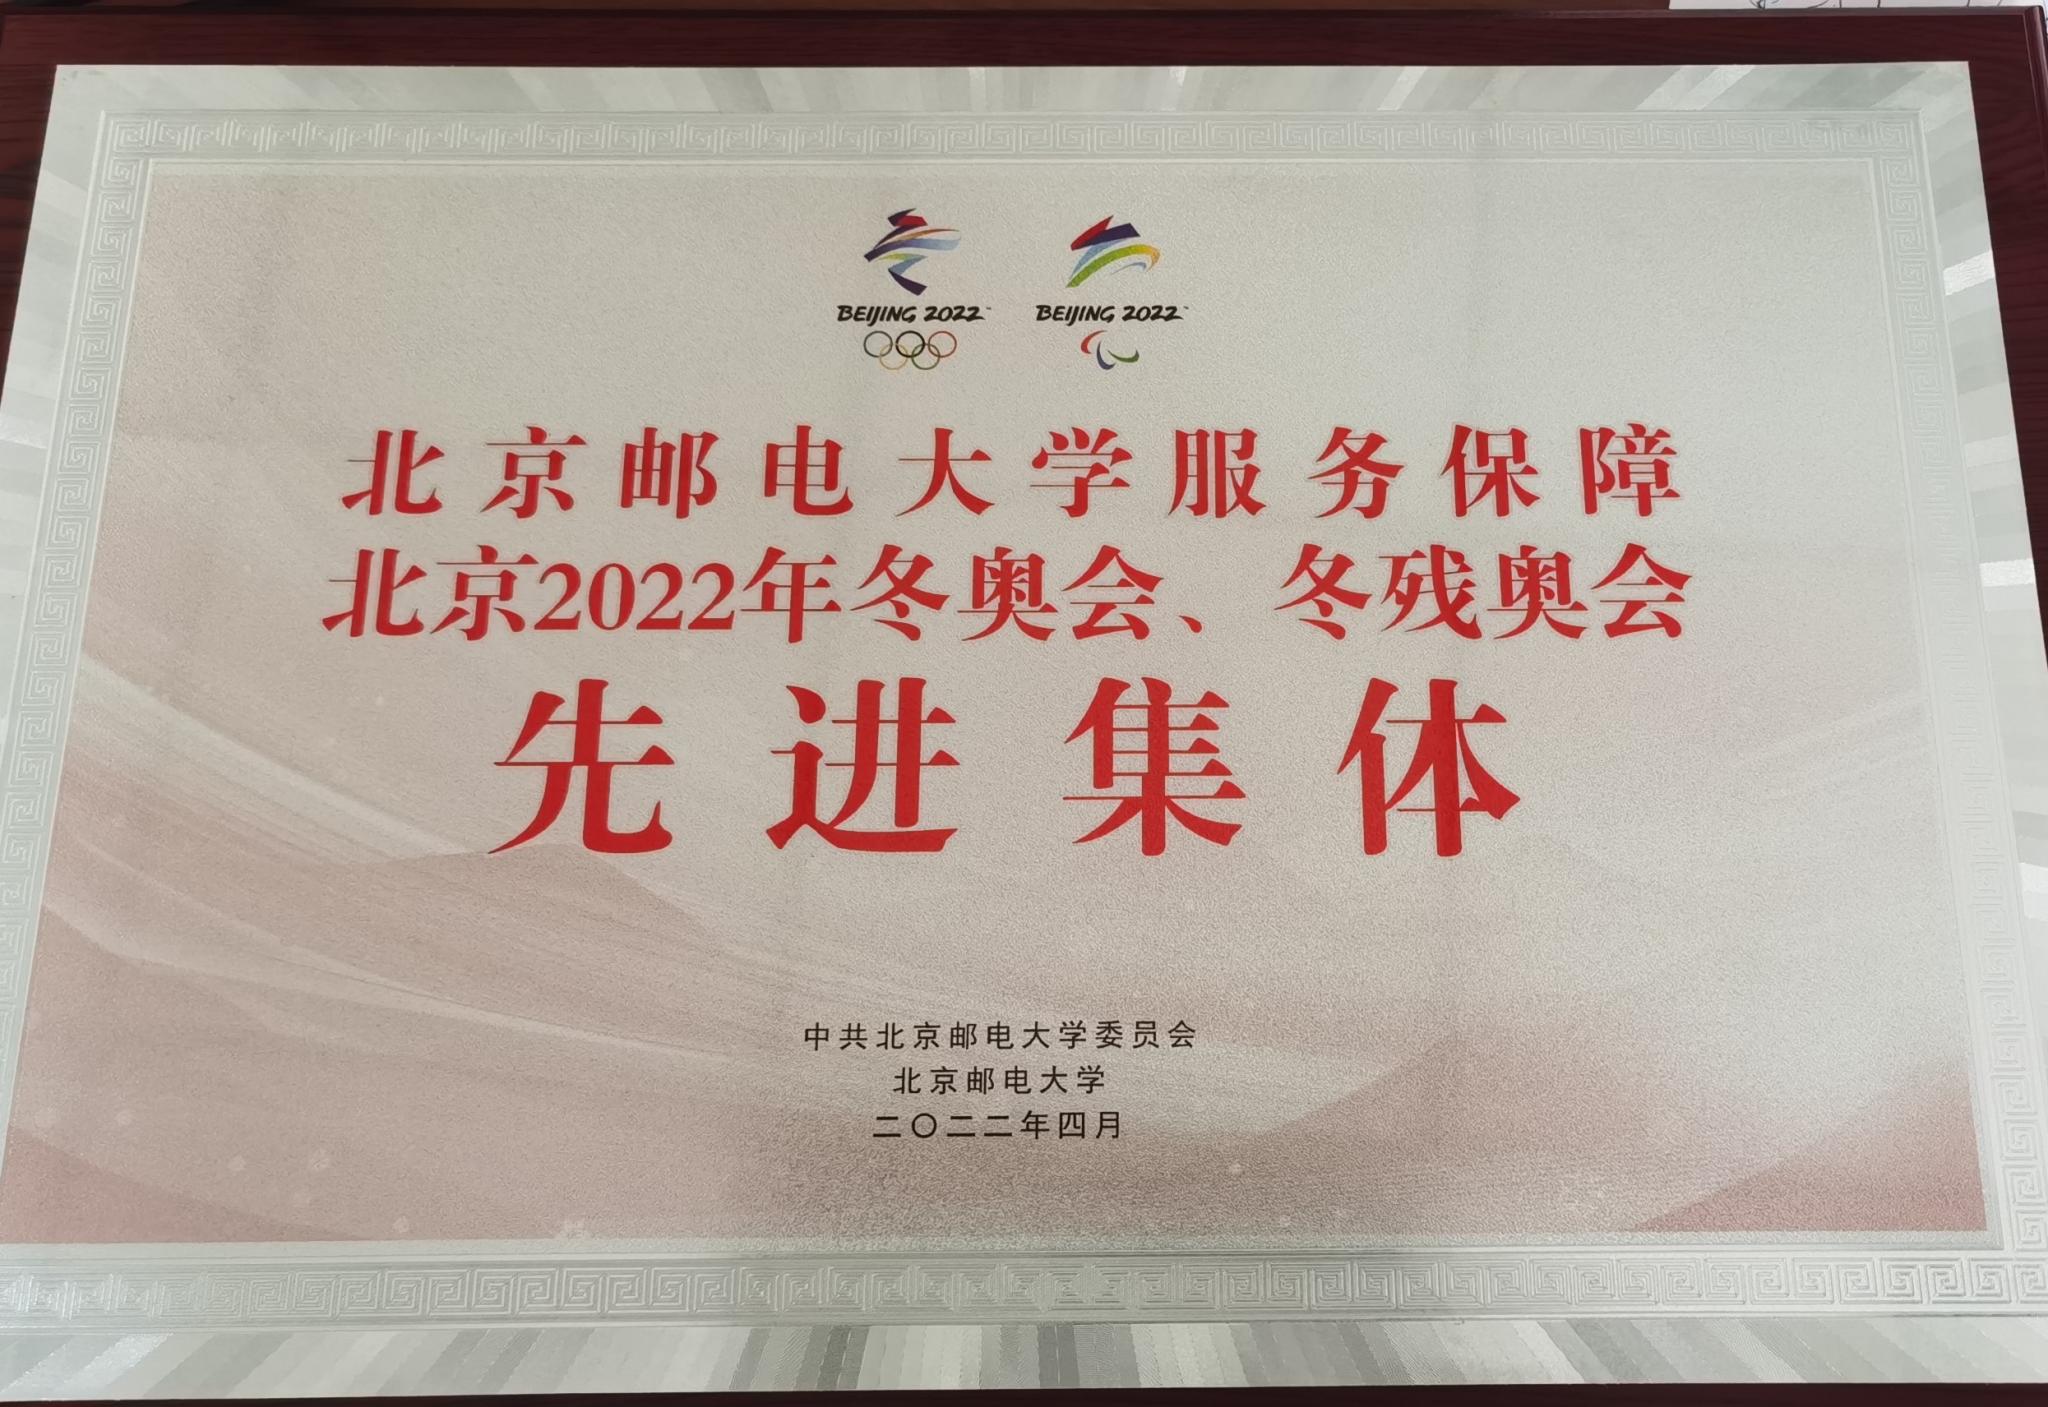 BEIJING 2022™ BEIJING 2022™
北京邮电大学服务保障
北京2022年冬奥会、冬残奥会
先进集体
中共北京邮电大学委员会
北京邮电大学
二〇二二年四月